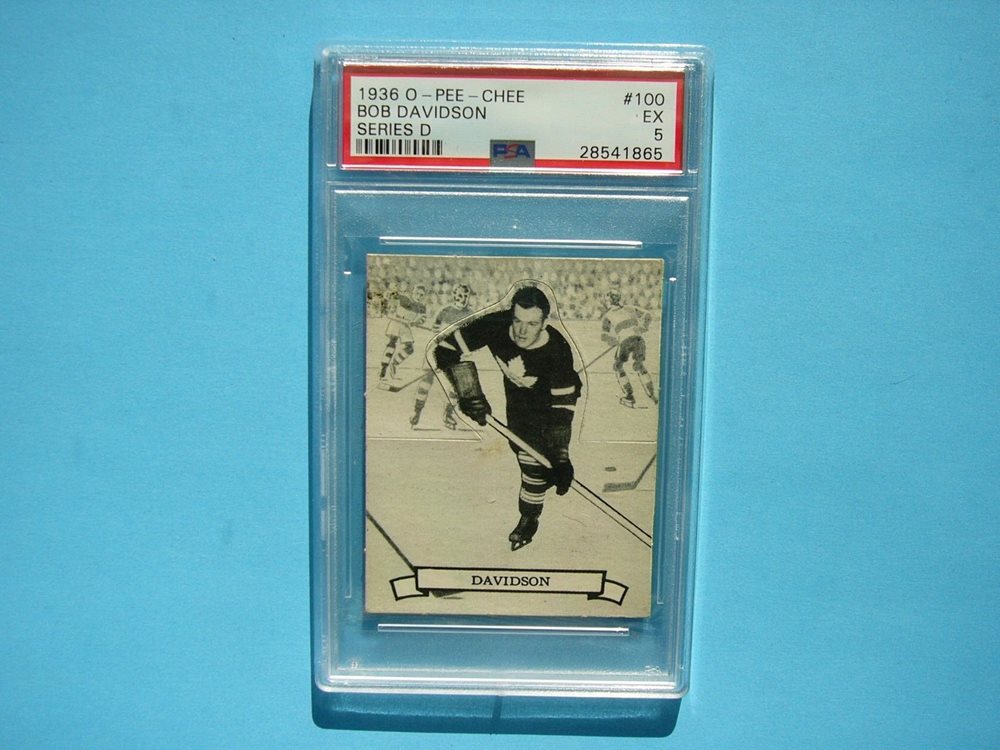 1936 O-PEE-CHEE #100
BOB DAVIDSON EX
SERIES D 5
PSA 28541865
DAVIDSON